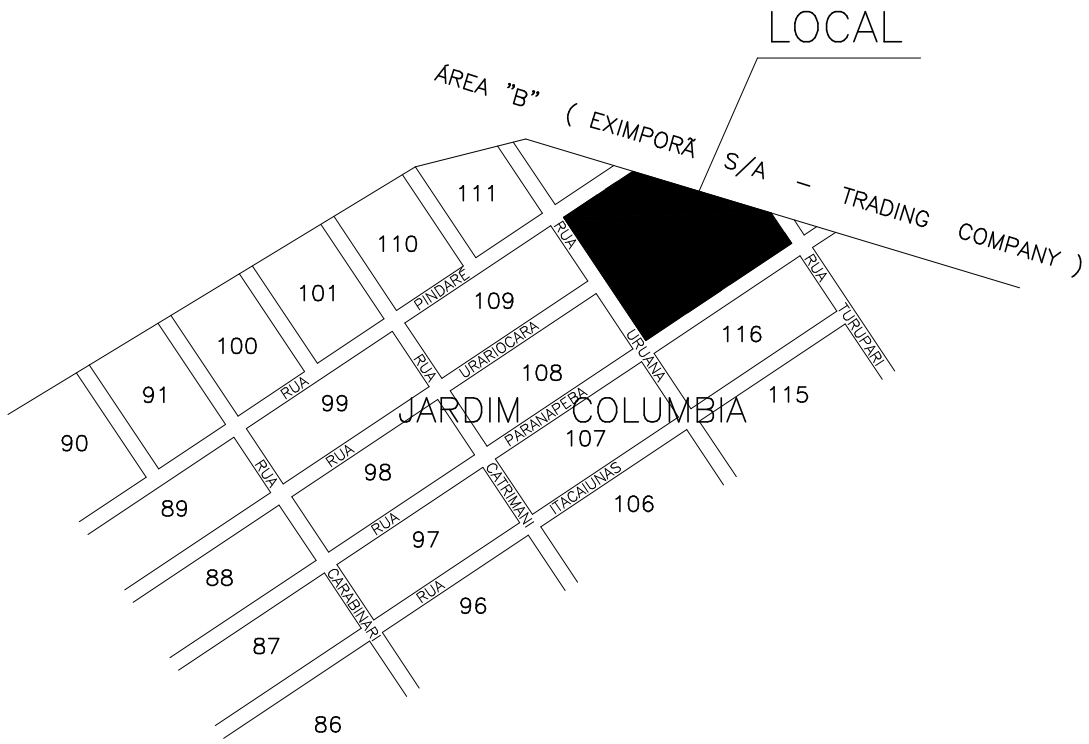 LOCAL
ÁREA "B" ( EXIMPORÃ S/A - TRADING COMPANY )
111
110
RUA PINDARÉ
101
109
100
RUA URARIOCARA
116
91
99
108
115
90
JARDIM COLUMBIA
RUA PARANAPEBA
107
98
RUA ITACAIUNAS
106
89
97
88
96
87
86
RUA URUANA
RUA TURUPARI
RUA CATRIMANI
RUA CARABINARI